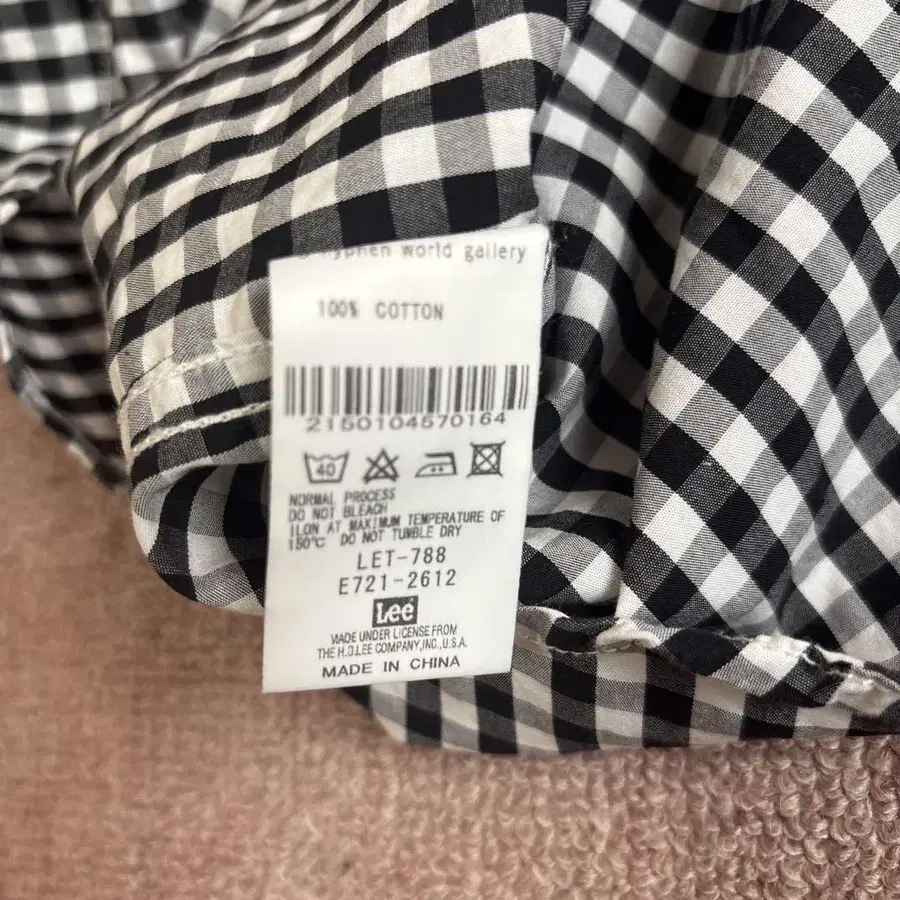 hyphen world gallery
100% COTTON
2150104570164
40
NORMAL PROCESS
DO NOT BLEACH
ILON AT MAXIMUM TEMPERATURE OF
150℃ DO NOT TUMBLE DRY
LET-788
E721-2612
Lee
MADE UNDER LICENSE FROM
THE H.D.LEE COMPANY,INC.,U.S.A.
MADE IN CHINA